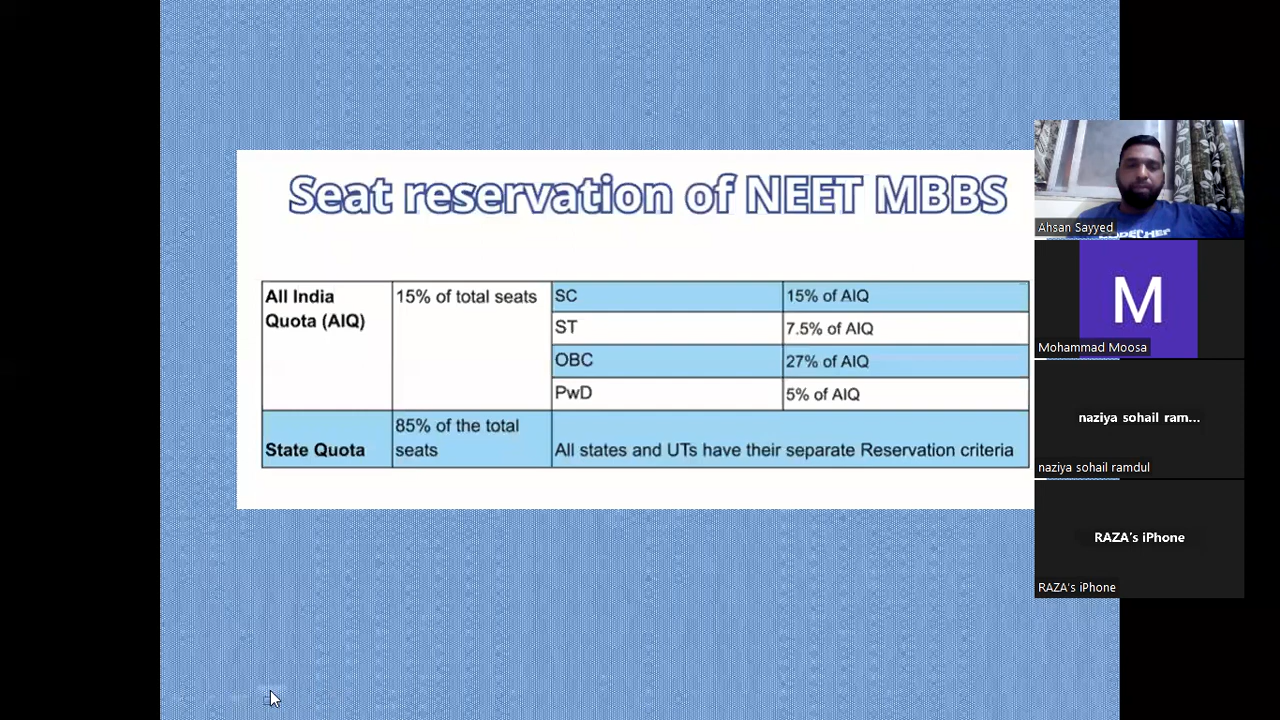 Seat reservation of NEET MBBS
All India
Quota (AIQ)
15% of total seats
SC
15% of AIQ
ST
7.5% of AIQ
OBC
27% of AIQ
PwD
5% of AIQ
State Quota
85% of the total
seats
All states and UTs have their separate Reservation criteria
Ahsan Sayyed
M
Mohammad Moosa
naziya sohail ram...
naziya sohail ramdul
RAZA's iPhone
RAZA's iPhone